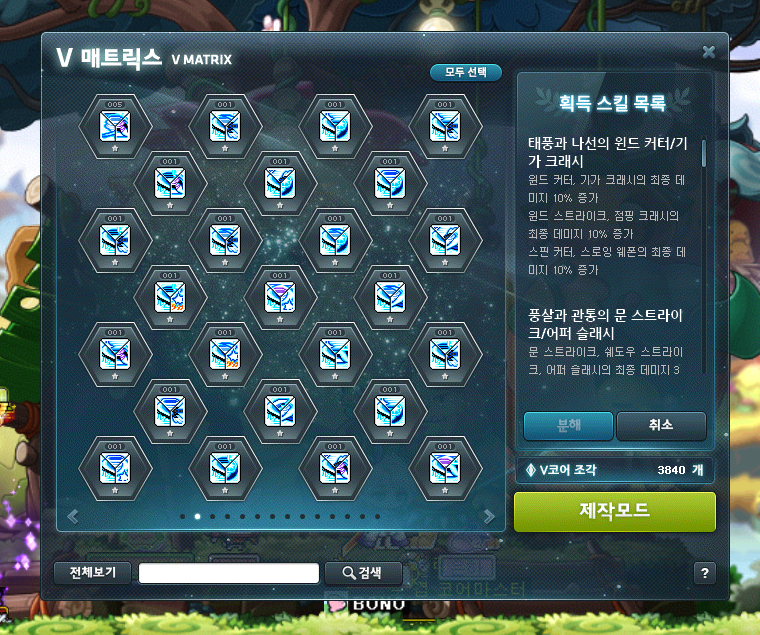 V 매트릭스 V MATRIX
모두 선택
005 001 001 001
001 001 001
001 001 001 001
001 001 001
001 001 001 001
001 001 001
001 001 001 001
획득 스킬 목록
태풍과 나선의 윈드 커터/기
가 크래시
윈드 커터, 기가 크래시의 최종 데
미지 10% 증가
윈드 스트라이크, 점핑 크래시의
최종 데미지 10% 증가
스핀 커터, 스로잉 웨폰의 최종 데
미지 10% 증가
풍살과 관통의 문 스트라이
크/어퍼 슬래시
문 스트라이크, 쉐도우 스트라이
크, 어퍼 슬래시의 최종 데미지 3
분해 취소
V코어 조각 3840 개
제작모드
전체보기 검색 ?
코어마스터
BONO